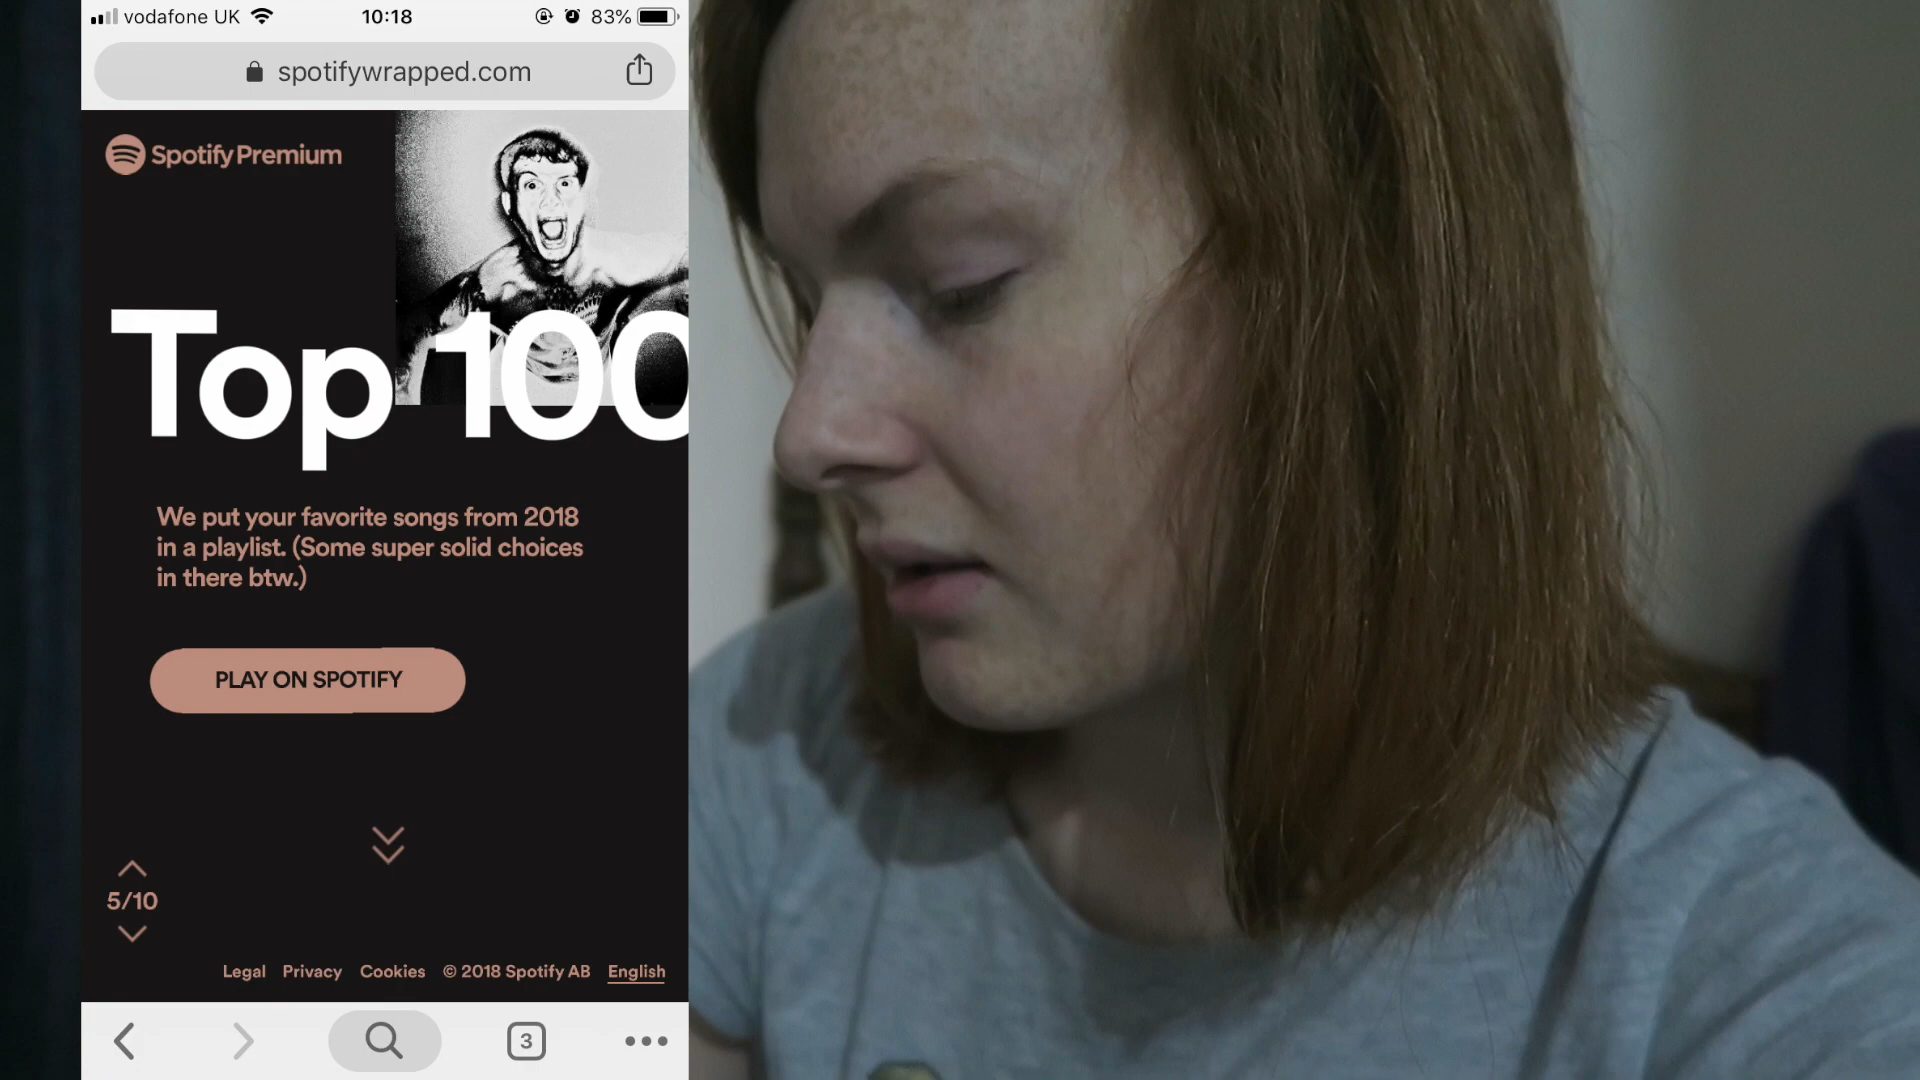 vodafone UK 10:18 83%
spotifywrapped.com
Spotify Premium
Top 100
We put your favorite songs from 2018
in a playlist. (Some super solid choices
in there btw.)
PLAY ON SPOTIFY
5/10
Legal Privacy Cookies © 2018 Spotify AB English
3